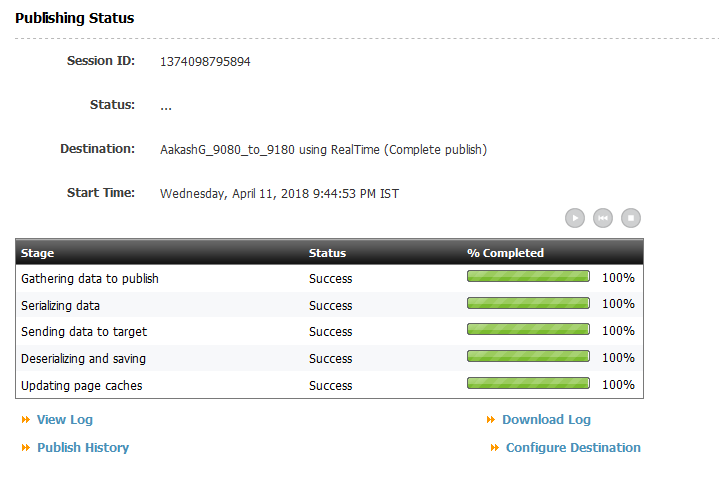 Publishing Status
Session ID: 1374098795894
Status: ...
Destination: AakashG_9080_to_9180 using RealTime (Complete publish)
Start Time: Wednesday, April 11, 2018 9:44:53 PM IST
Stage Status % Completed
Gathering data to publish Success 100%
Serializing data Success 100%
Sending data to target Success 100%
Deserializing and saving Success 100%
Updating page caches Success 100%
View Log Download Log
Publish History Configure Destination